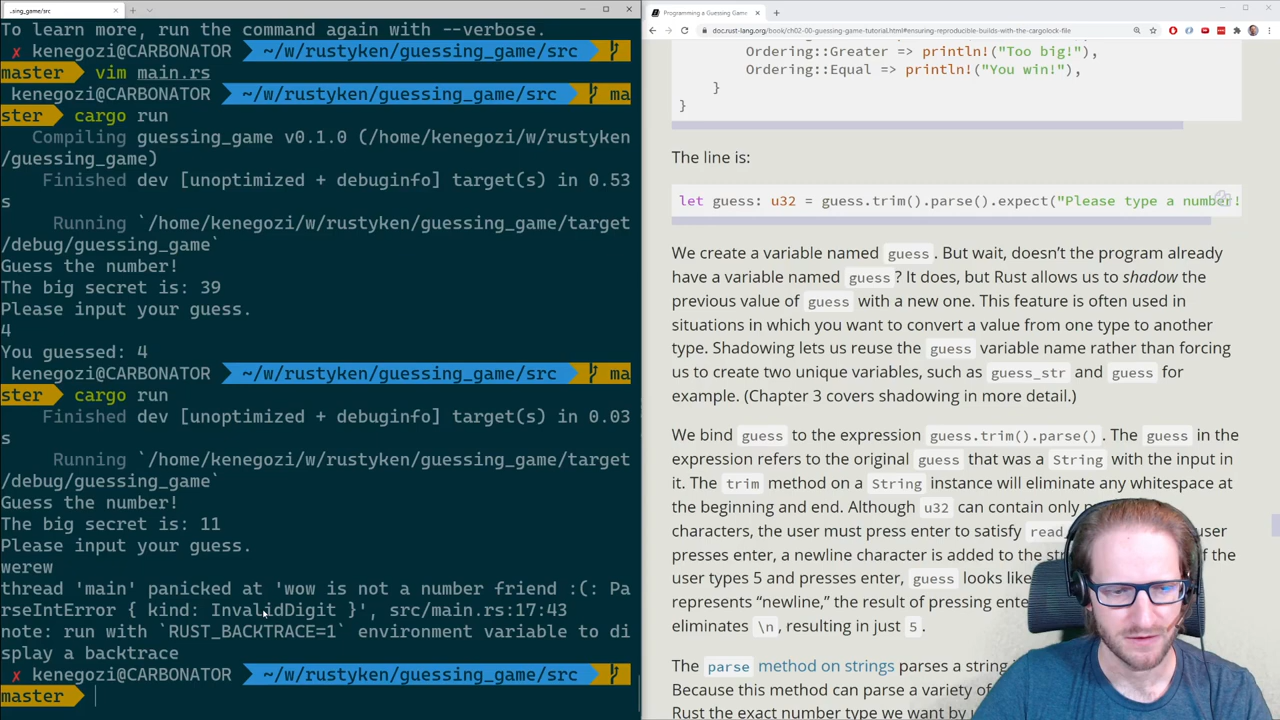 ..sing_game/src
To learn more, run the command again with --verbose.
✗ kenegozi@CARBONATOR ~/w/rustyken/guessing_game/src
master vim main.rs
kenegozi@CARBONATOR ~/w/rustyken/guessing_game/src ma
ster cargo run
Compiling guessing_game v0.1.0 (/home/kenegozi/w/rustyken
/guessing_game)
Finished dev [unoptimized + debuginfo] target(s) in 0.53
s
Running `/home/kenegozi/w/rustyken/guessing_game/target
/debug/guessing_game`
Guess the number!
The big secret is: 39
Please input your guess.
4
You guessed: 4
kenegozi@CARBONATOR ~/w/rustyken/guessing_game/src ma
ster cargo run
Finished dev [unoptimized + debuginfo] target(s) in 0.03
s
Running `/home/kenegozi/w/rustyken/guessing_game/target
/debug/guessing_game`
Guess the number!
The big secret is: 11
Please input your guess.
werew
thread 'main' panicked at 'wow is not a number friend :(: Pa
rseIntError { kind: InvalidDigit }', src/main.rs:17:43
note: run with `RUST_BACKTRACE=1` environment variable to di
splay a backtrace
✗ kenegozi@CARBONATOR ~/w/rustyken/guessing_game/src
master
Programming a Guessing Game
doc.rust-lang.org/book/ch02-00-guessing-game-tutorial.html#ensuring-reproducible-builds-with-the-cargolock-file
Ordering::Greater => println!("Too big!"),
Ordering::Equal => println!("You win!"),
}
}
The line is:
let guess: u32 = guess.trim().parse().expect("Please type a number!
We create a variable named guess. But wait, doesn't the program already
have a variable named guess? It does, but Rust allows us to shadow the
previous value of guess with a new one. This feature is often used in
situations in which you want to convert a value from one type to another
type. Shadowing lets us reuse the guess variable name rather than forcing
us to create two unique variables, such as guess_str and guess for
example. (Chapter 3 covers shadowing in more detail.)
We bind guess to the expression guess.trim().parse(). The guess in the
expression refers to the original guess that was a String with the input in
it. The trim method on a String instance will eliminate any whitespace at
the beginning and end. Although u32 can contain only
characters, the user must press enter to satisfy read_ user
presses enter, a newline character is added to the str of the
user types 5 and presses enter, guess looks like
represents "newline," the result of pressing ente
eliminates \n, resulting in just 5.
The parse method on strings parses a string
Because this method can parse a variety of
Rust the exact number type we want by